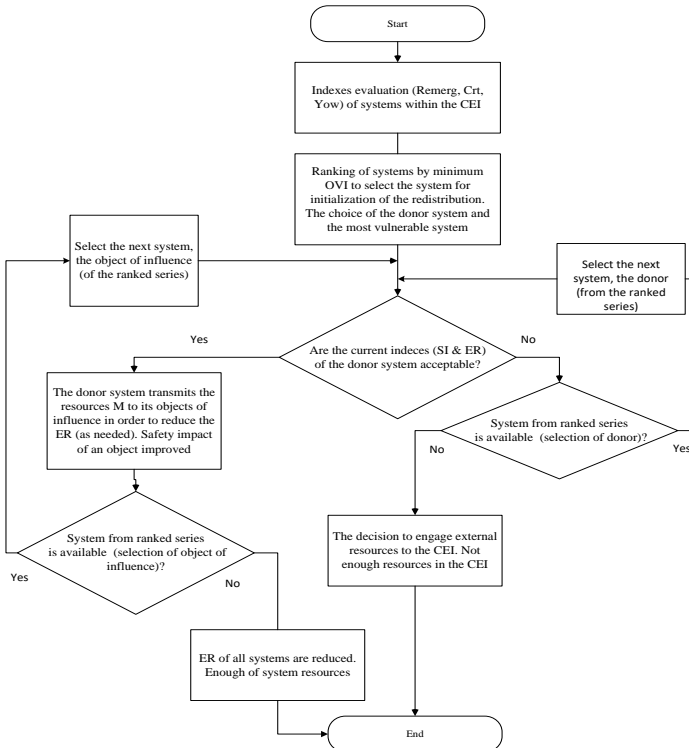 Start
Indexes evaluation (Remerg, Crt,
Yow) of systems within the CEI
Ranking of systems by minimum
OVI to select the system for
initialization of the redistribution.
The choice of the donor system and
the most vulnerable system
Select the next system,
the object of influence
(of the ranked series)
Select the next
system, the donor
(from the ranked
series)
Yes
No
Are the current indeces (SI & ER)
of the donor system acceptable?
The donor system transmits the
resources M to its objects of
influence in order to reduce the
ER (as needed). Safety impact
of an object improved
System from ranked series
is available (selection of donor)?
No
Yes
System from ranked series
is available (selection of object of
influence)?
Yes
No
The decision to engage external
resources to the CEI. Not
enough resources in the CEI
ER of all systems are reduced.
Enough of system resources
End